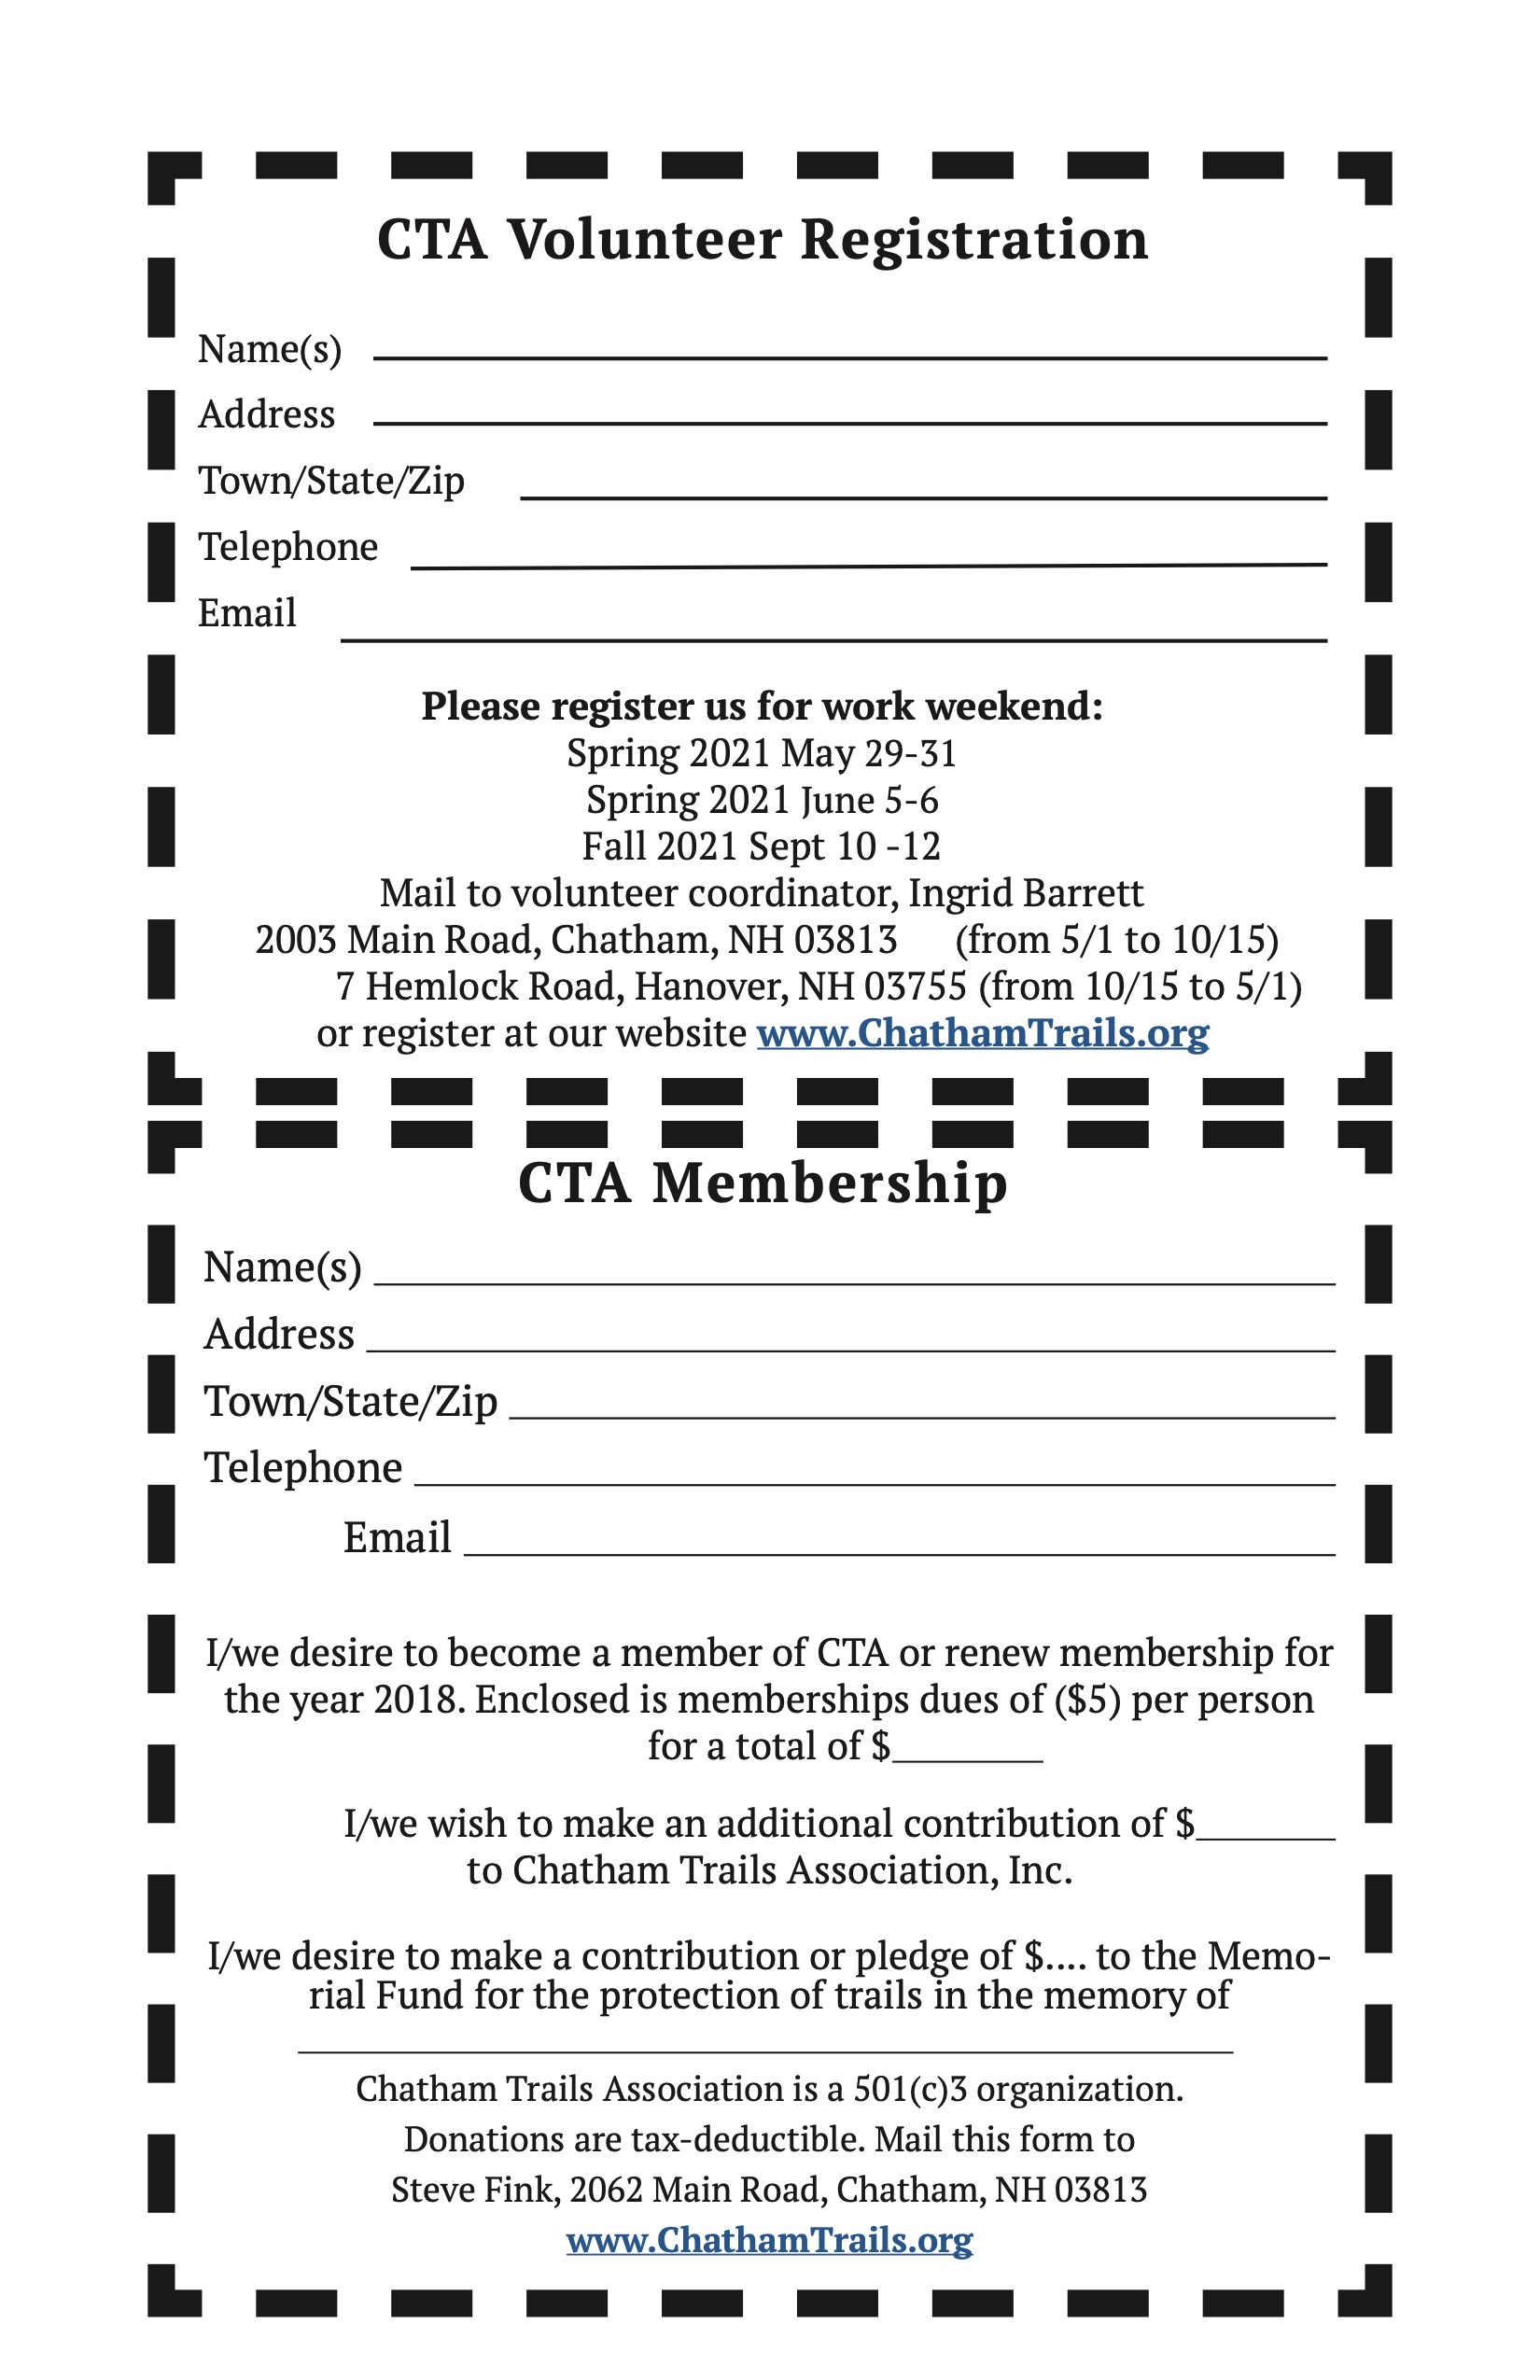 CTA Volunteer Registration
Name(s)
Address
Town/State/Zip
Telephone
Email
Please register us for work weekend:
Spring 2021 May 29-31
Spring 2021 June 5-6
Fall 2021 Sept 10 -12
Mail to volunteer coordinator, Ingrid Barrett
2003 Main Road, Chatham, NH 03813 (from 5/1 to 10/15)
7 Hemlock Road, Hanover, NH 03755 (from 10/15 to 5/1)
or register at our website www.ChathamTrails.org
CTA Membership
Name(s)
Address
Town/State/Zip
Telephone
Email
I/we desire to become a member of CTA or renew membership for
the year 2018. Enclosed is memberships dues of ($5) per person
for a total of $________
I/we wish to make an additional contribution of $_______
to Chatham Trails Association, Inc.
I/we desire to make a contribution or pledge of $.... to the Memo-
rial Fund for the protection of trails in the memory of
Chatham Trails Association is a 501(c)3 organization.
Donations are tax-deductible. Mail this form to
Steve Fink, 2062 Main Road, Chatham, NH 03813
www.ChathamTrails.org